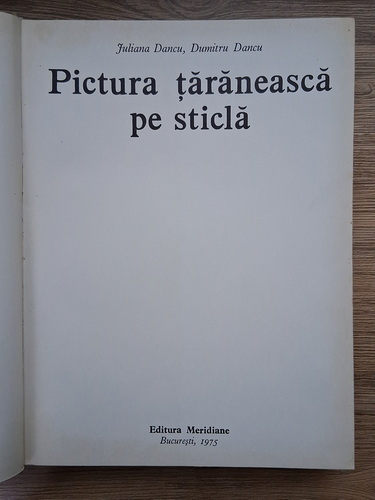 Juliana Dancu, Dumitru Dancu
Pictura țărănească
pe sticlă
Editura Meridiane
București, 1975